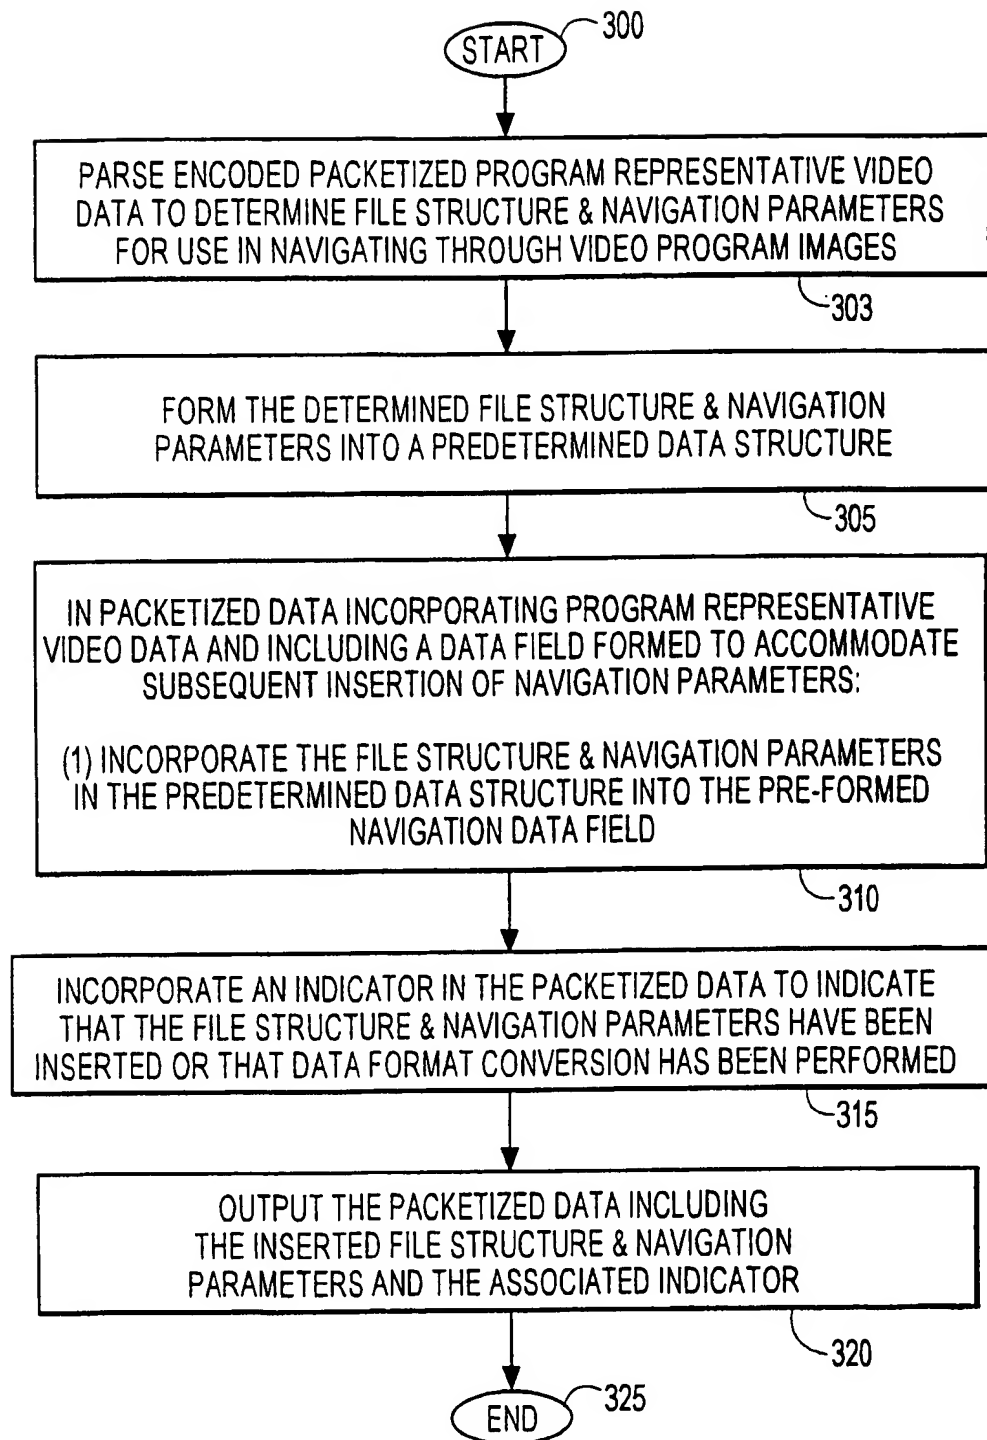 START
300
PARSE ENCODED PACKETIZED PROGRAM REPRESENTATIVE VIDEO
DATA TO DETERMINE FILE STRUCTURE & NAVIGATION PARAMETERS
FOR USE IN NAVIGATING THROUGH VIDEO PROGRAM IMAGES
303
FORM THE DETERMINED FILE STRUCTURE & NAVIGATION
PARAMETERS INTO A PREDETERMINED DATA STRUCTURE
305
IN PACKETIZED DATA INCORPORATING PROGRAM REPRESENTATIVE
VIDEO DATA AND INCLUDING A DATA FIELD FORMED TO ACCOMMODATE
SUBSEQUENT INSERTION OF NAVIGATION PARAMETERS:
(1) INCORPORATE THE FILE STRUCTURE & NAVIGATION PARAMETERS
IN THE PREDETERMINED DATA STRUCTURE INTO THE PRE-FORMED
NAVIGATION DATA FIELD
310
INCORPORATE AN INDICATOR IN THE PACKETIZED DATA TO INDICATE
THAT THE FILE STRUCTURE & NAVIGATION PARAMETERS HAVE BEEN
INSERTED OR THAT DATA FORMAT CONVERSION HAS BEEN PERFORMED
315
OUTPUT THE PACKETIZED DATA INCLUDING
THE INSERTED FILE STRUCTURE & NAVIGATION
PARAMETERS AND THE ASSOCIATED INDICATOR
320
END
325